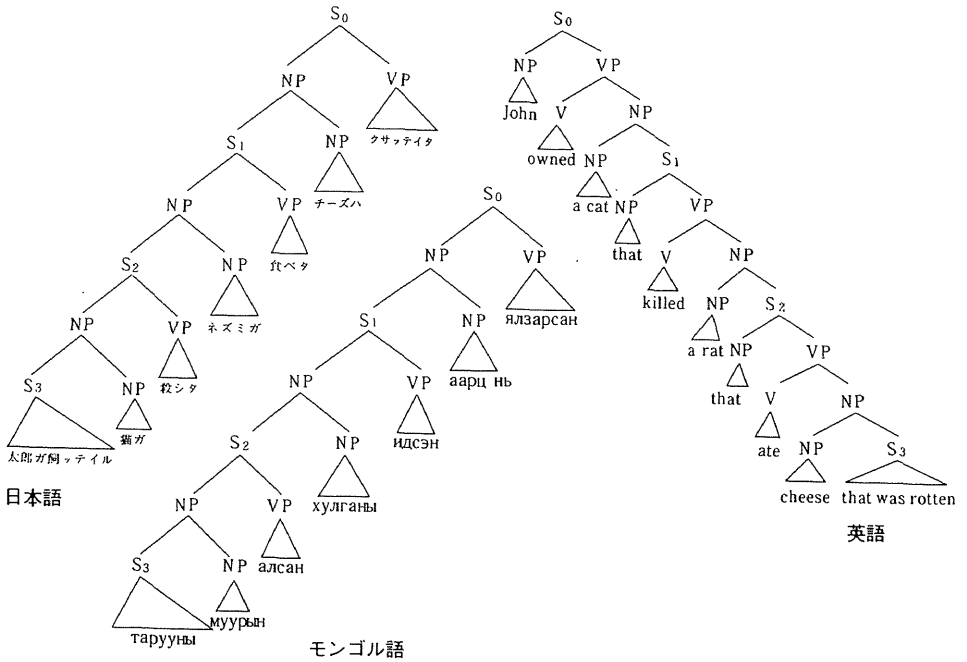 S0
NP
VP
クサッテイタ
S1
NP
チーズハ
NP
VP
食ベタ
S2
NP
ネズミガ
NP
VP
殺シタ
S3
NP
猫ガ
太郎ガ飼ッテイル
日本語
S0
NP
VP
ялзарсан
S1
NP
аарц нь
NP
VP
идсэн
S2
NP
хулганы
NP
VP
алсан
S3
NP
муурын
тарууны
モンゴル語
S0
NP
VP
John
V
NP
owned
NP
S1
a cat
NP
VP
that
V
NP
killed
NP
S2
a rat
NP
VP
that
V
NP
ate
NP
S3
cheese
that was rotten
英語